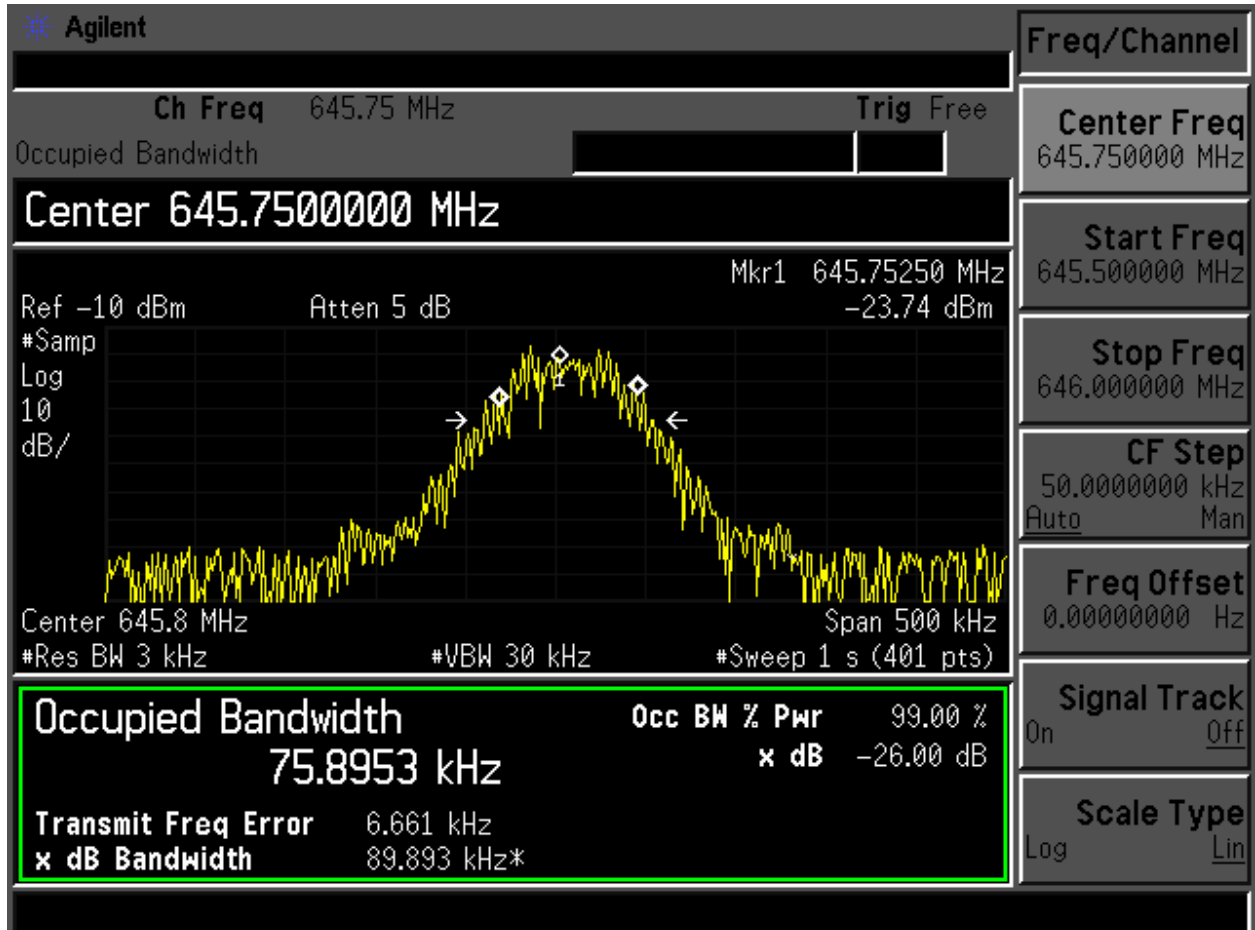 Agilent
Freq/Channel
Ch Freq 645.75 MHz Trig Free
Occupied Bandwidth
Center 645.7500000 MHz
Mkr1 645.75250 MHz
Ref -10 dBm Atten 5 dB -23.74 dBm
#Samp
Log
10
dB/
1
Center 645.8 MHz Span 500 kHz
#Res BW 3 kHz #VBW 30 kHz #Sweep 1 s (401 pts)
Occupied Bandwidth
75.8953 kHz
Occ BW % Pwr 99.00 %
x dB -26.00 dB
Transmit Freq Error 6.661 kHz
x dB Bandwidth 89.893 kHz*
Center Freq
645.750000 MHz
Start Freq
645.500000 MHz
Stop Freq
646.000000 MHz
CF Step
50.0000000 kHz
Auto Man
Freq Offset
0.00000000 Hz
Signal Track
On Off
Scale Type
Log Lin